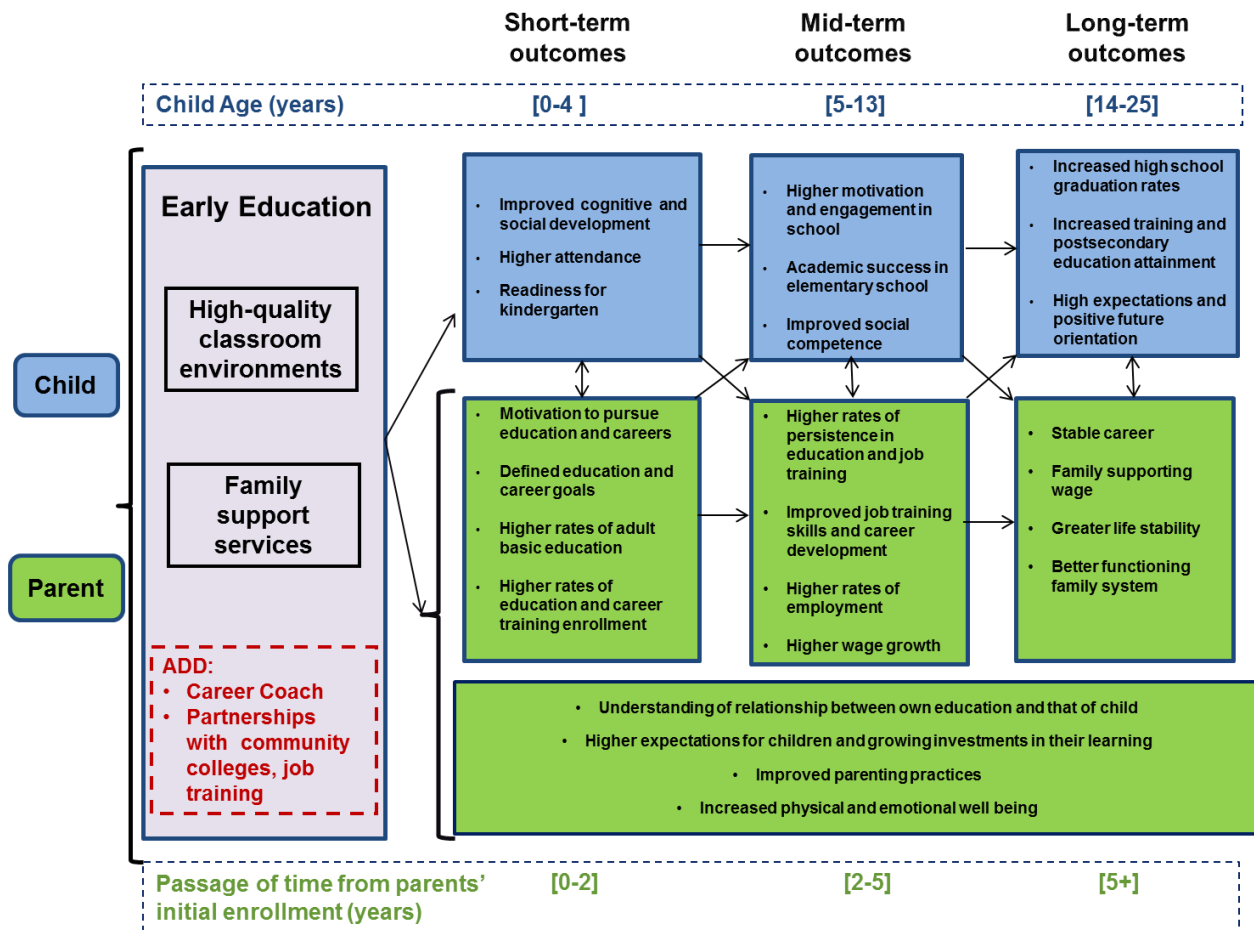 Short-term
outcomes
Mid-term
outcomes
Long-term
outcomes
Child Age (years)
[0-4 ]
[5-13]
[14-25]
Child
Parent
Early Education
High-quality
classroom
environments
Family
support
services
ADD:
• Career Coach
• Partnerships
with community
colleges, job
training
• Improved cognitive and
social development
• Higher attendance
• Readiness for
kindergarten
• Higher motivation
and engagement in
school
• Academic success in
elementary school
• Improved social
competence
• Increased high school
graduation rates
• Increased training and
postsecondary
education attainment
• High expectations and
positive future
orientation
• Motivation to pursue
education and careers
• Defined education and
career goals
• Higher rates of adult
basic education
• Higher rates of
education and career
training enrollment
• Higher rates of
persistence in
education and job
training
• Improved job training
skills and career
development
• Higher rates of
employment
• Higher wage growth
• Stable career
• Family supporting
wage
• Greater life stability
• Better functioning
family system
• Understanding of relationship between own education and that of child
• Higher expectations for children and growing investments in their learning
• Improved parenting practices
• Increased physical and emotional well being
Passage of time from parents’
initial enrollment (years)
[0-2]
[2-5]
[5+]